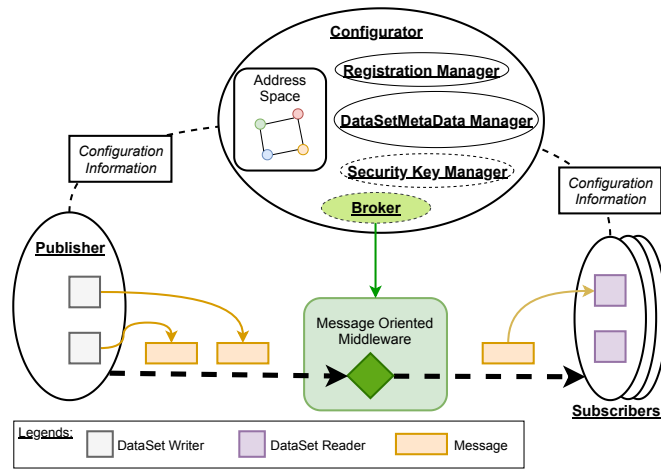 Configurator
Registration Manager
Address
Space
DataSetMetaData Manager
Configuration
Information
Security Key Manager
Configuration
Information
Broker
Publisher
Message Oriented
Middleware
Subscribers
Legends:
DataSet Writer
DataSet Reader
Message